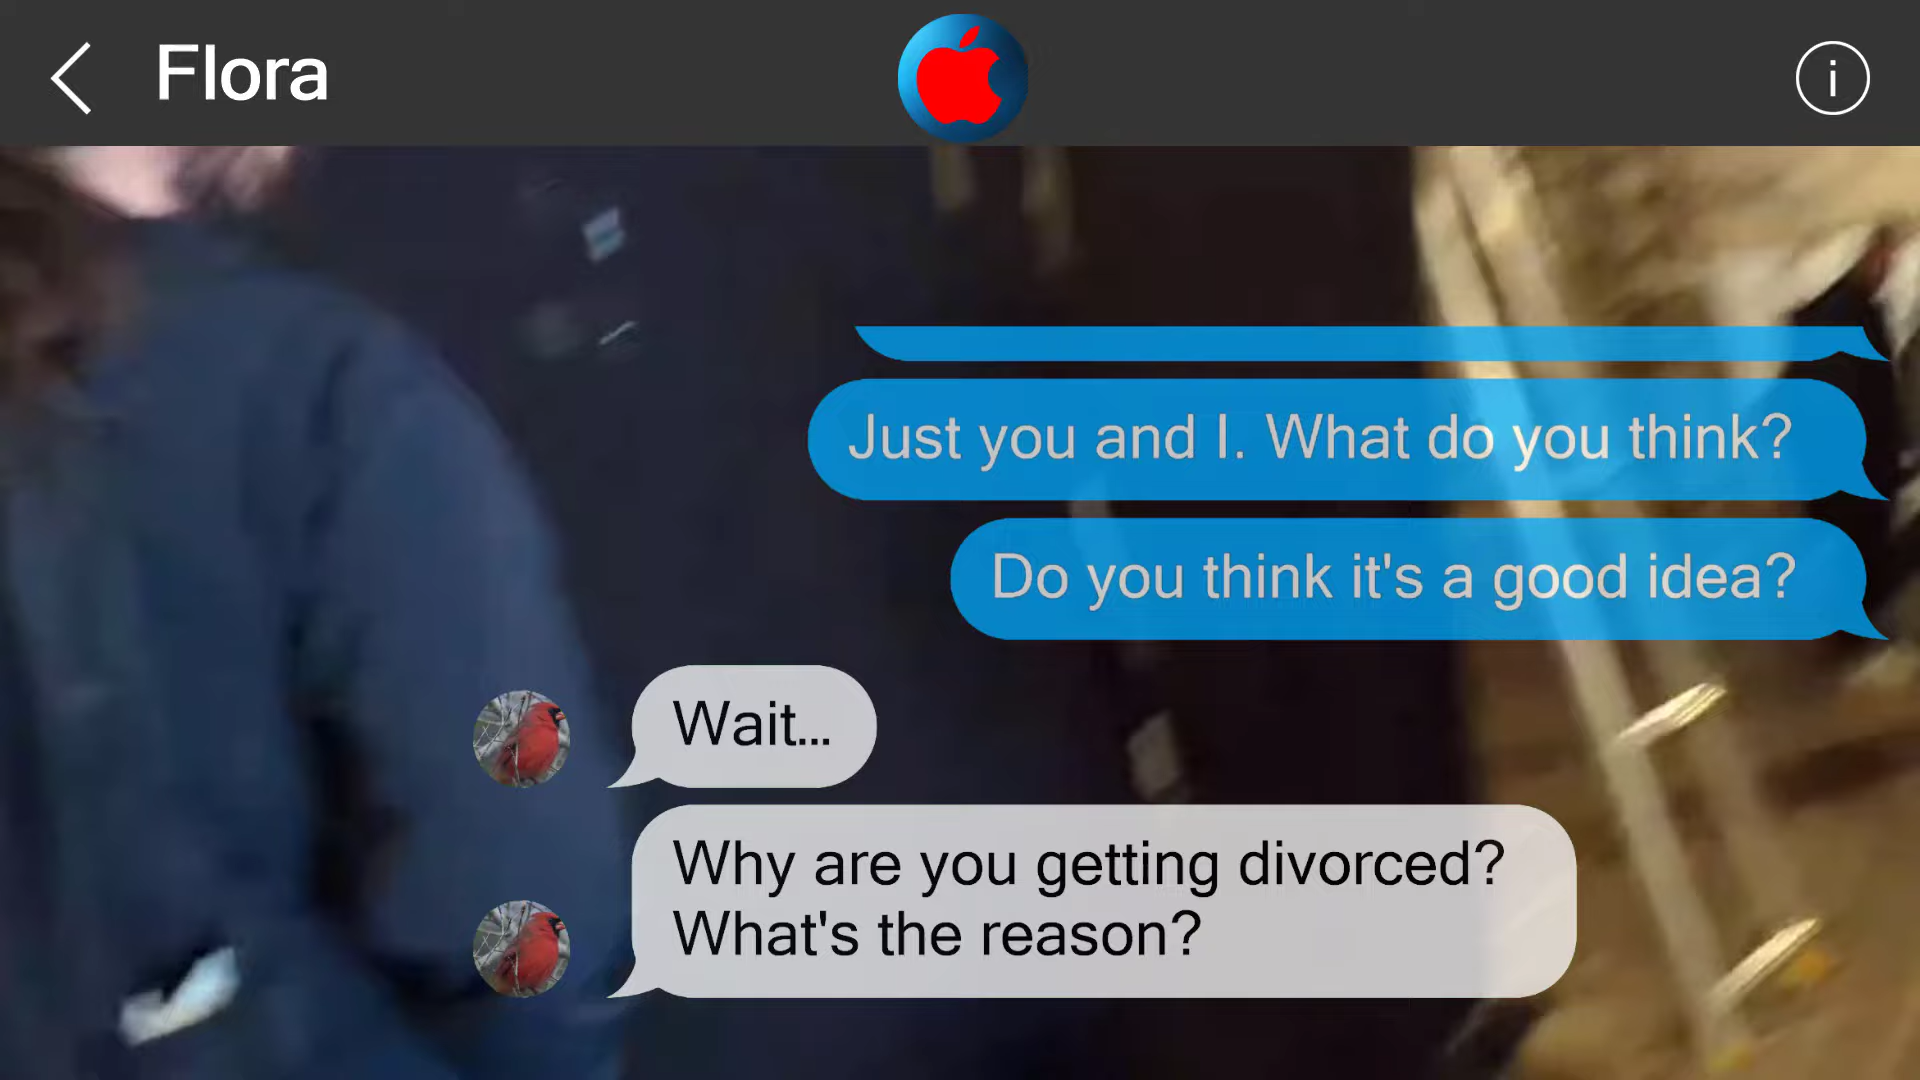 Flora
i
Just you and I. What do you think?
Do you think it's a good idea?
Wait...
Why are you getting divorced?
What's the reason?